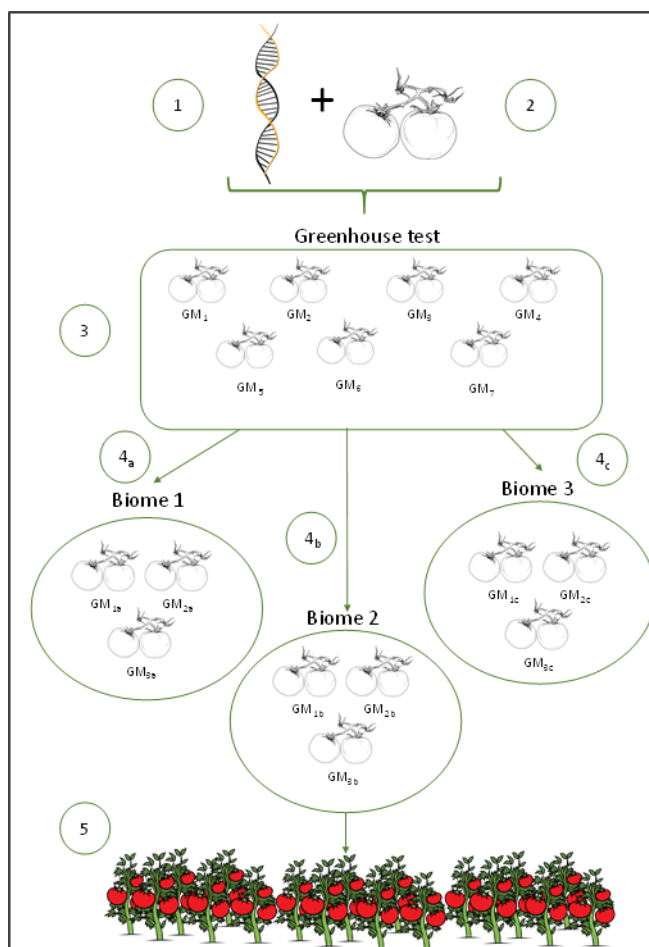 1
+
2
Greenhouse test
GM1 GM2 GM3 GM4
3
GM5 GM6 GM7
4a
4c
Biome 1
Biome 3
4b
GM1a GM2a
GM1c GM2c
Biome 2
GM3a
GM3c
GM1b GM2b
GM3b
5